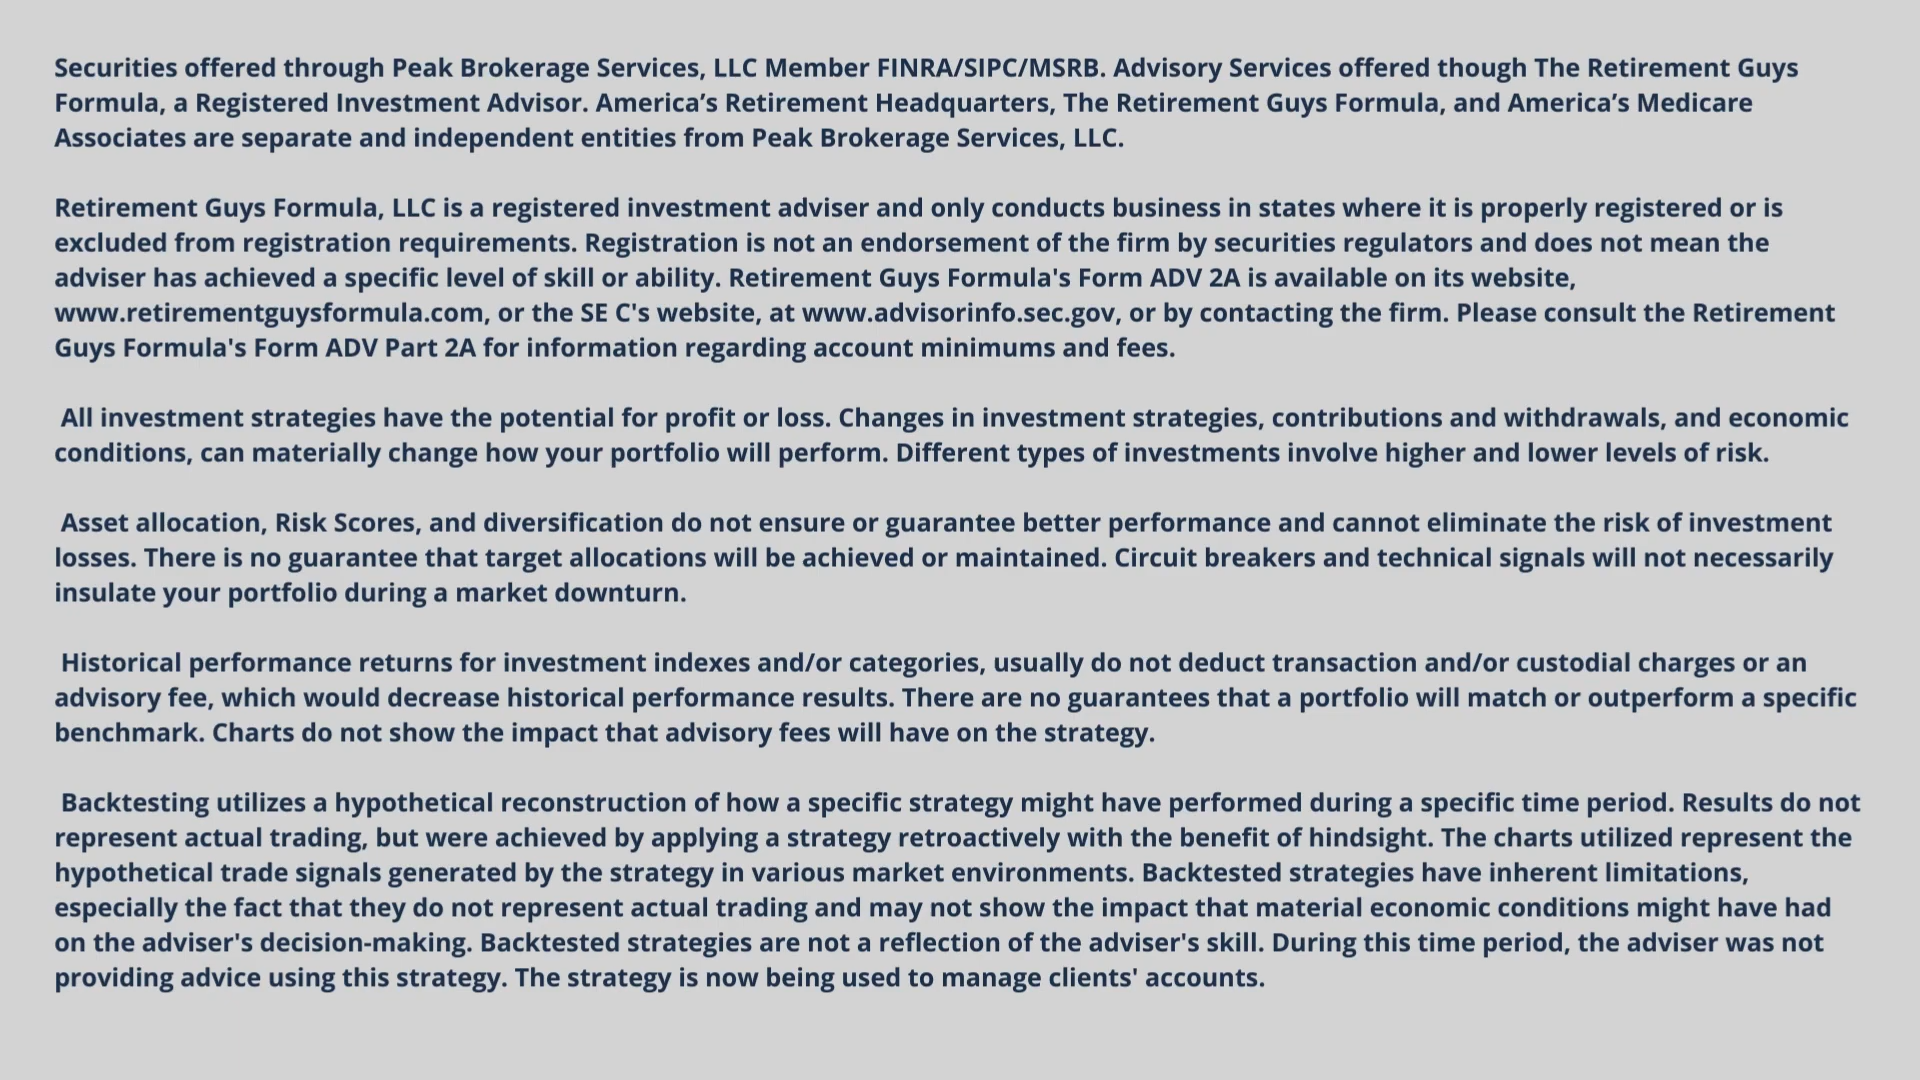 Securities offered through Peak Brokerage Services, LLC Member FINRA/SIPC/MSRB. Advisory Services offered though The Retirement Guys
Formula, a Registered Investment Advisor. America’s Retirement Headquarters, The Retirement Guys Formula, and America’s Medicare
Associates are separate and independent entities from Peak Brokerage Services, LLC.
Retirement Guys Formula, LLC is a registered investment adviser and only conducts business in states where it is properly registered or is
excluded from registration requirements. Registration is not an endorsement of the firm by securities regulators and does not mean the
adviser has achieved a specific level of skill or ability. Retirement Guys Formula's Form ADV 2A is available on its website,
www.retirementguysformula.com, or the SE C's website, at www.advisorinfo.sec.gov, or by contacting the firm. Please consult the Retirement
Guys Formula's Form ADV Part 2A for information regarding account minimums and fees.
All investment strategies have the potential for profit or loss. Changes in investment strategies, contributions and withdrawals, and economic
conditions, can materially change how your portfolio will perform. Different types of investments involve higher and lower levels of risk.
Asset allocation, Risk Scores, and diversification do not ensure or guarantee better performance and cannot eliminate the risk of investment
losses. There is no guarantee that target allocations will be achieved or maintained. Circuit breakers and technical signals will not necessarily
insulate your portfolio during a market downturn.
Historical performance returns for investment indexes and/or categories, usually do not deduct transaction and/or custodial charges or an
advisory fee, which would decrease historical performance results. There are no guarantees that a portfolio will match or outperform a specific
benchmark. Charts do not show the impact that advisory fees will have on the strategy.
Backtesting utilizes a hypothetical reconstruction of how a specific strategy might have performed during a specific time period. Results do not
represent actual trading, but were achieved by applying a strategy retroactively with the benefit of hindsight. The charts utilized represent the
hypothetical trade signals generated by the strategy in various market environments. Backtested strategies have inherent limitations,
especially the fact that they do not represent actual trading and may not show the impact that material economic conditions might have had
on the adviser's decision-making. Backtested strategies are not a reflection of the adviser's skill. During this time period, the adviser was not
providing advice using this strategy. The strategy is now being used to manage clients' accounts.